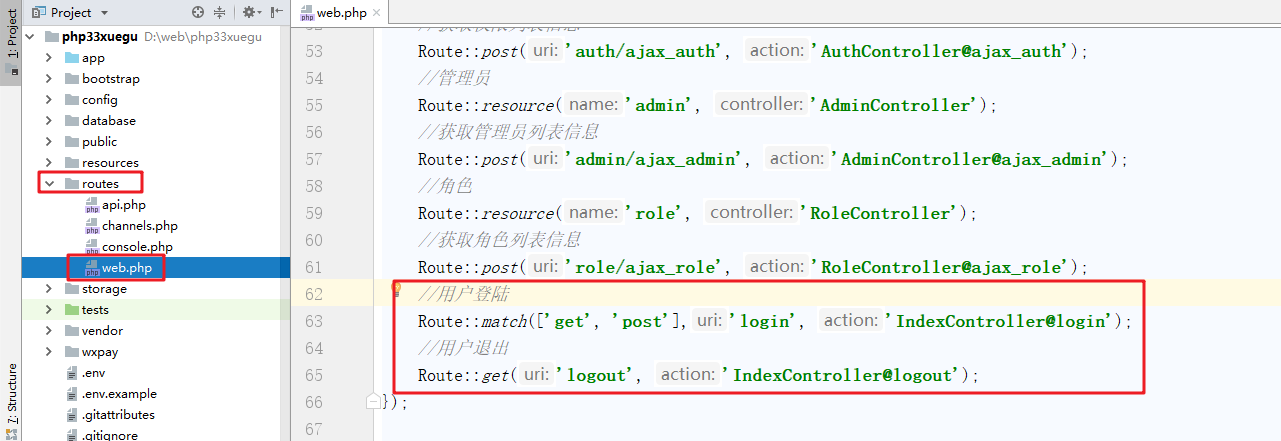 Project
web.php
1: Project
php33xuegu D:\web\php33xuegu
app
bootstrap
config
database
public
resources
routes
api.php
channels.php
console.php
web.php
storage
tests
vendor
wxpay
.env
.env.example
.gitattributes
.gitignore
7: Structure
53 Route::post( uri: 'auth/ajax_auth', action: 'AuthController@ajax_auth');
54 //管理员
55 Route::resource( name: 'admin', controller: 'AdminController');
56 //获取管理员列表信息
57 Route::post( uri: 'admin/ajax_admin', action: 'AdminController@ajax_admin');
58 //角色
59 Route::resource( name: 'role', controller: 'RoleController');
60 //获取角色列表信息
61 Route::post( uri: 'role/ajax_role', action: 'RoleController@ajax_role');
62 //用户登陆
63 Route::match(['get', 'post'], uri: 'login', action: 'IndexController@login');
64 //用户退出
65 Route::get( uri: 'logout', action: 'IndexController@logout');
66 });
67